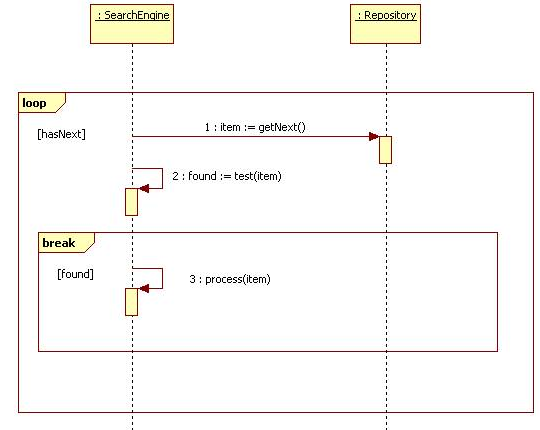 : SearchEngine
: Repository
loop
[hasNext]
1 : item := getNext()
2 : found := test(item)
break
[found]
3 : process(item)